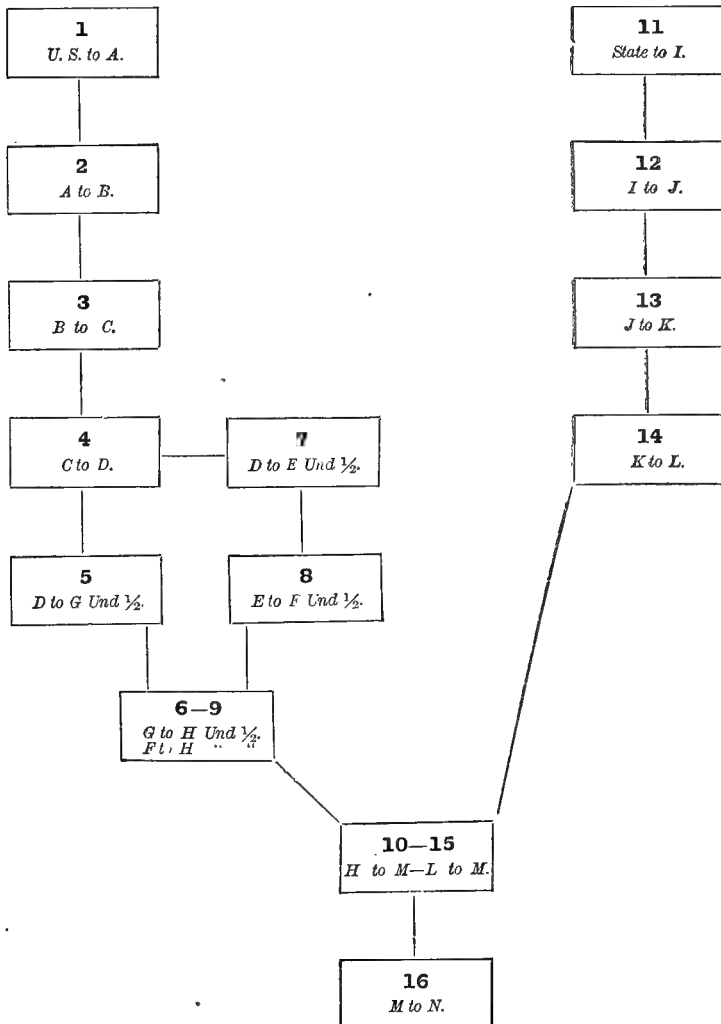 1
U. S. to A.
11
State to I.
2
A to B.
12
I to J.
3
B to C.
13
J to K.
4
C to D.
7
D to E Und ½.
14
K to L.
5
D to G Und ½.
8
E to F Und ½.
6—9
G to H Und ½.
F t, H " "
10—15
H to M—L to M.
16
M to N.